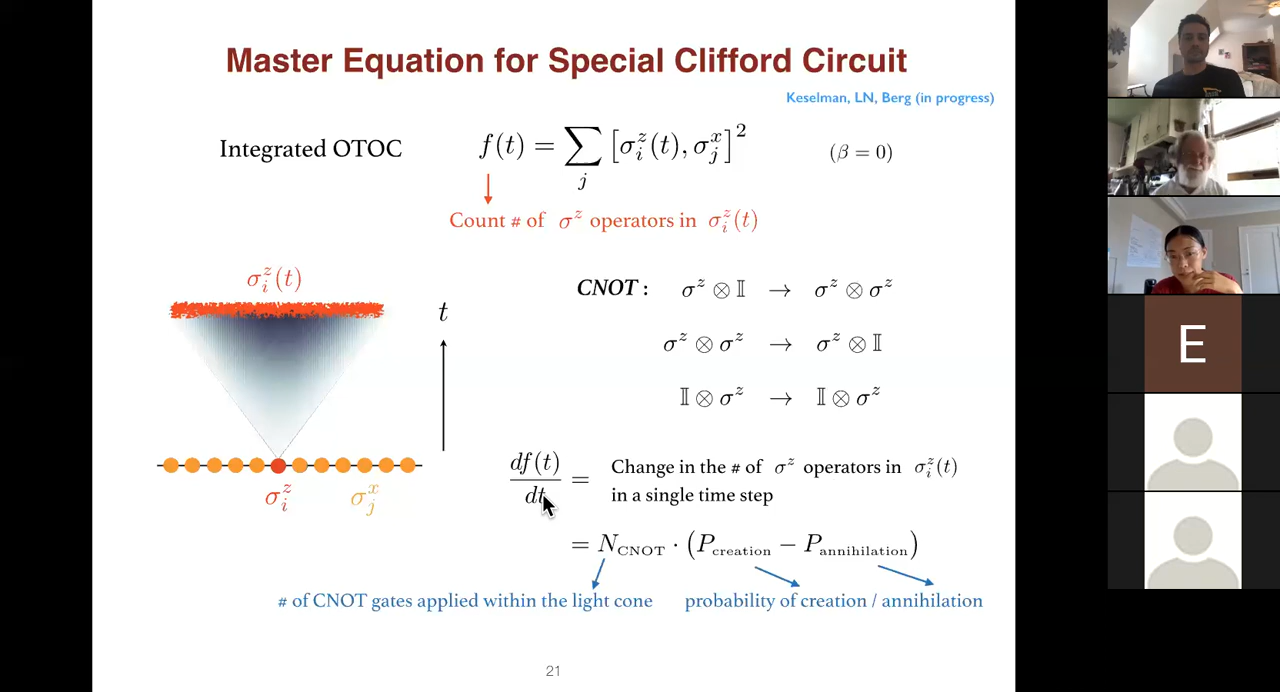 Master Equation for Special Clifford Circuit
Keselman, LN, Berg (in progress)
Integrated OTOC
f(t) = ∑_j [σ_i^z(t), σ_j^x]^2
(β = 0)
Count # of σ^z operators in σ_i^z(t)
σ_i^z(t)
t
σ_i^z
σ_j^x
CNOT : σ^z ⊗ 𝕀 → σ^z ⊗ σ^z
σ^z ⊗ σ^z → σ^z ⊗ 𝕀
𝕀 ⊗ σ^z → 𝕀 ⊗ σ^z
df(t)/dt = Change in the # of σ^z operators in σ_i^z(t)
in a single time step
= N_CNOT · (P_creation − P_annihilation)
# of CNOT gates applied within the light cone
probability of creation / annihilation
21
E